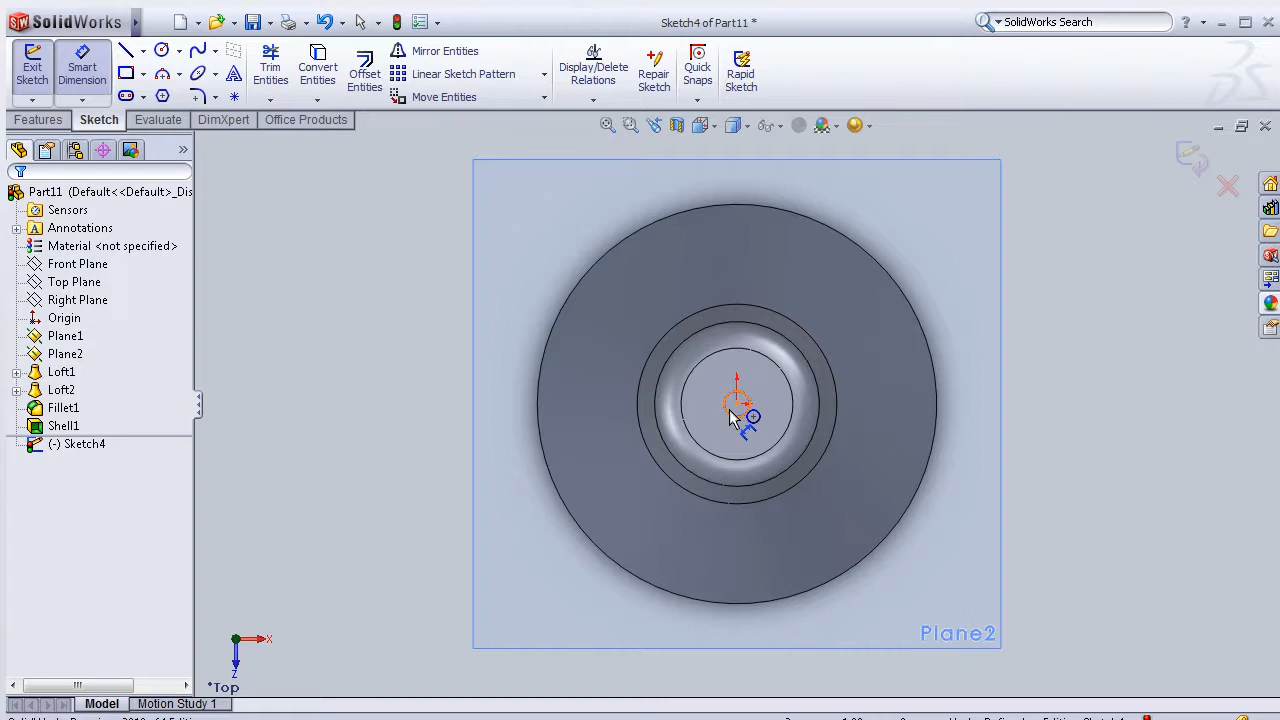 SolidWorks
Sketch4 of Part11 *
SolidWorks Search
Exit Sketch
Smart Dimension
Trim Entities
Convert Entities
Offset Entities
Mirror Entities
Linear Sketch Pattern
Move Entities
Display/Delete Relations
Repair Sketch
Quick Snaps
Rapid Sketch
Features
Sketch
Evaluate
DimXpert
Office Products
Part11 (Default<<Default>_Dis
Sensors
Annotations
Material <not specified>
Front Plane
Top Plane
Right Plane
Origin
Plane1
Plane2
Loft1
Loft2
Fillet1
Shell1
(-) Sketch4
Plane2
X
Z
*Top
Model
Motion Study 1